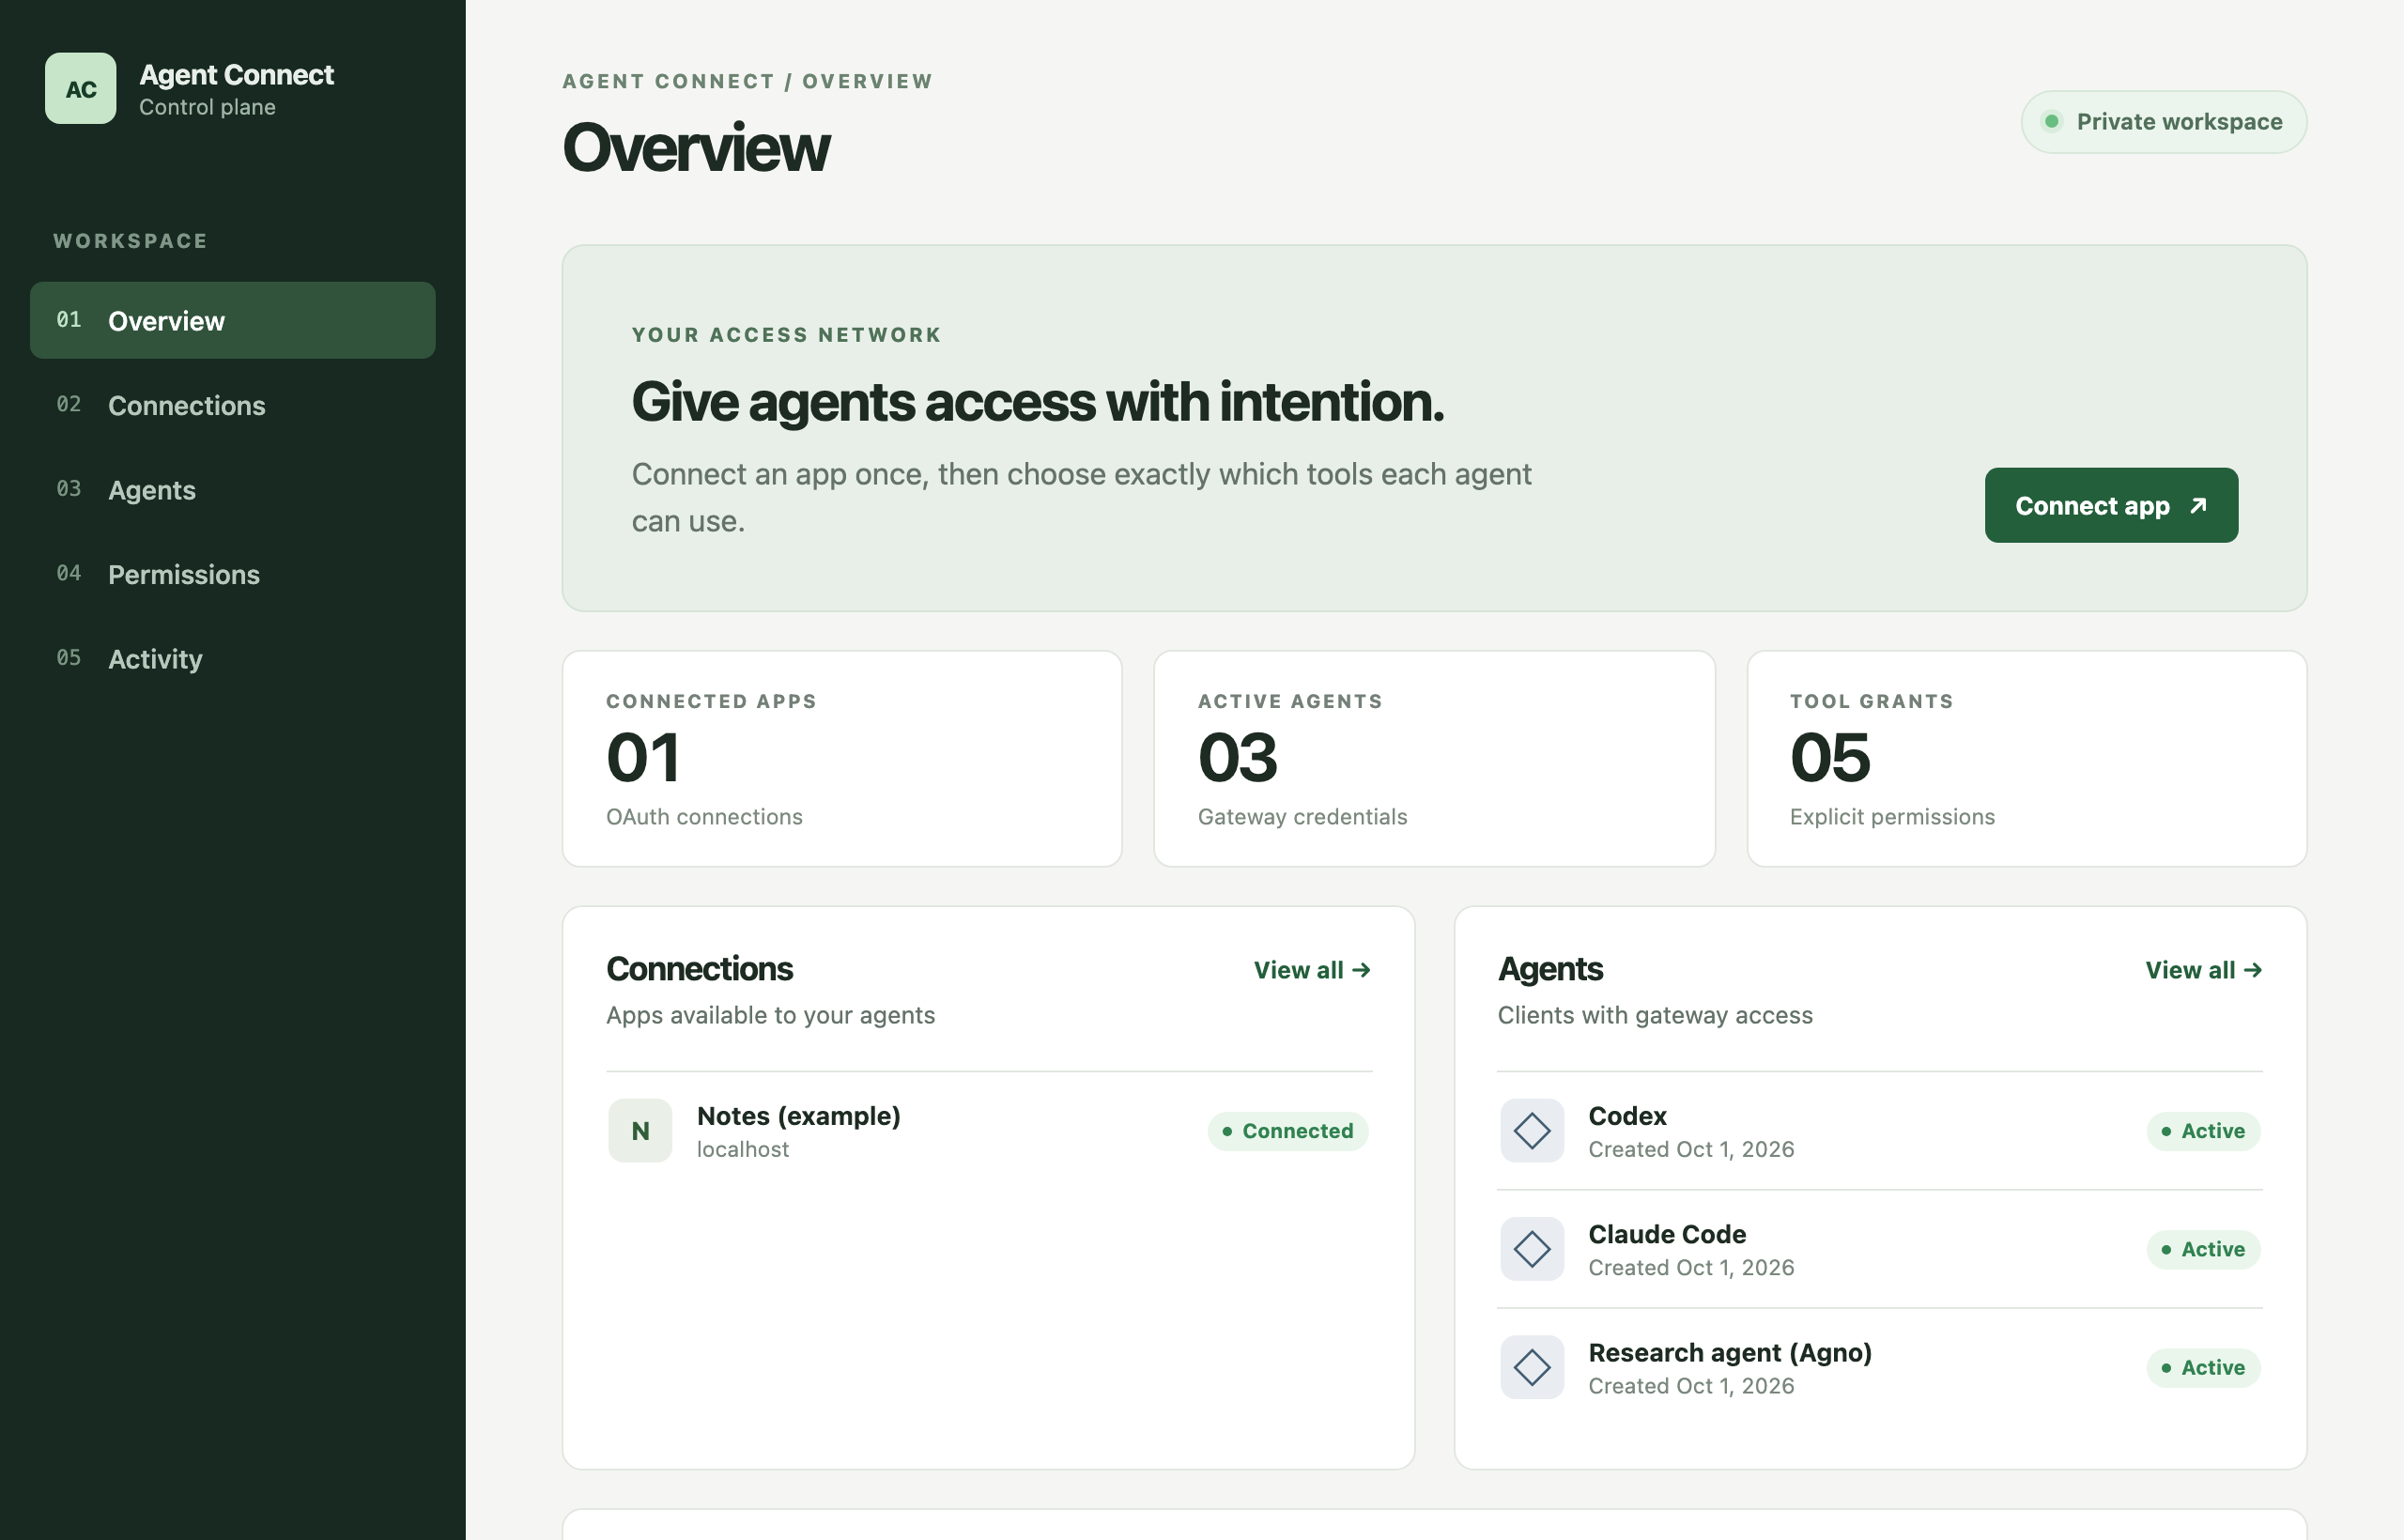 AC
Agent Connect
Control plane
WORKSPACE
01 Overview
02 Connections
03 Agents
04 Permissions
05 Activity
AGENT CONNECT / OVERVIEW
Overview
Private workspace
YOUR ACCESS NETWORK
Give agents access with intention.
Connect an app once, then choose exactly which tools each agent
can use.
Connect app ↗
CONNECTED APPS
01
OAuth connections
ACTIVE AGENTS
03
Gateway credentials
TOOL GRANTS
05
Explicit permissions
Connections
View all →
Apps available to your agents
N
Notes (example)
localhost
Connected
Agents
View all →
Clients with gateway access
Codex
Created Oct 1, 2026
Active
Claude Code
Created Oct 1, 2026
Active
Research agent (Agno)
Created Oct 1, 2026
Active